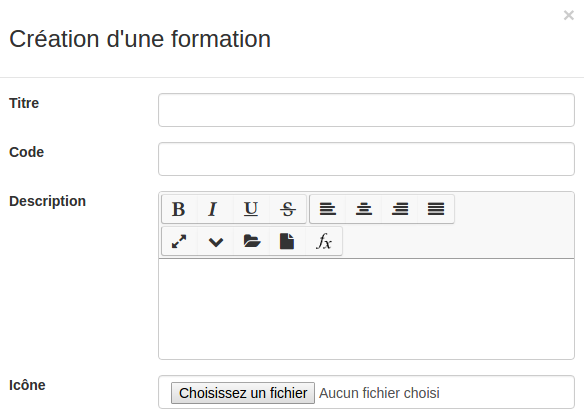 ×
Création d'une formation
Titre
Code
Description
B I U S
fx
Icône
Choisissez un fichier Aucun fichier choisi